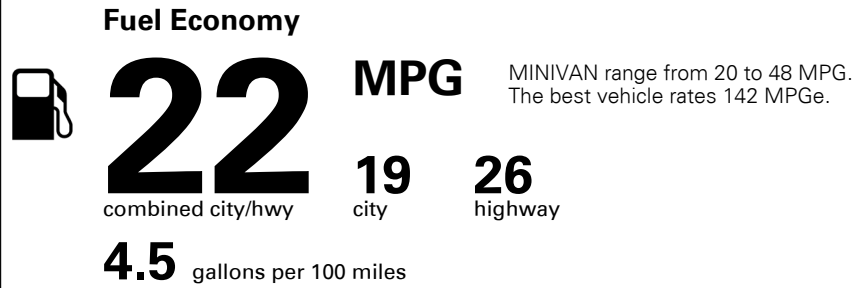 Fuel Economy
22 MPG
MINIVAN range from 20 to 48 MPG.
The best vehicle rates 142 MPGe.
combined city/hwy
19
city
26
highway
4.5 gallons per 100 miles